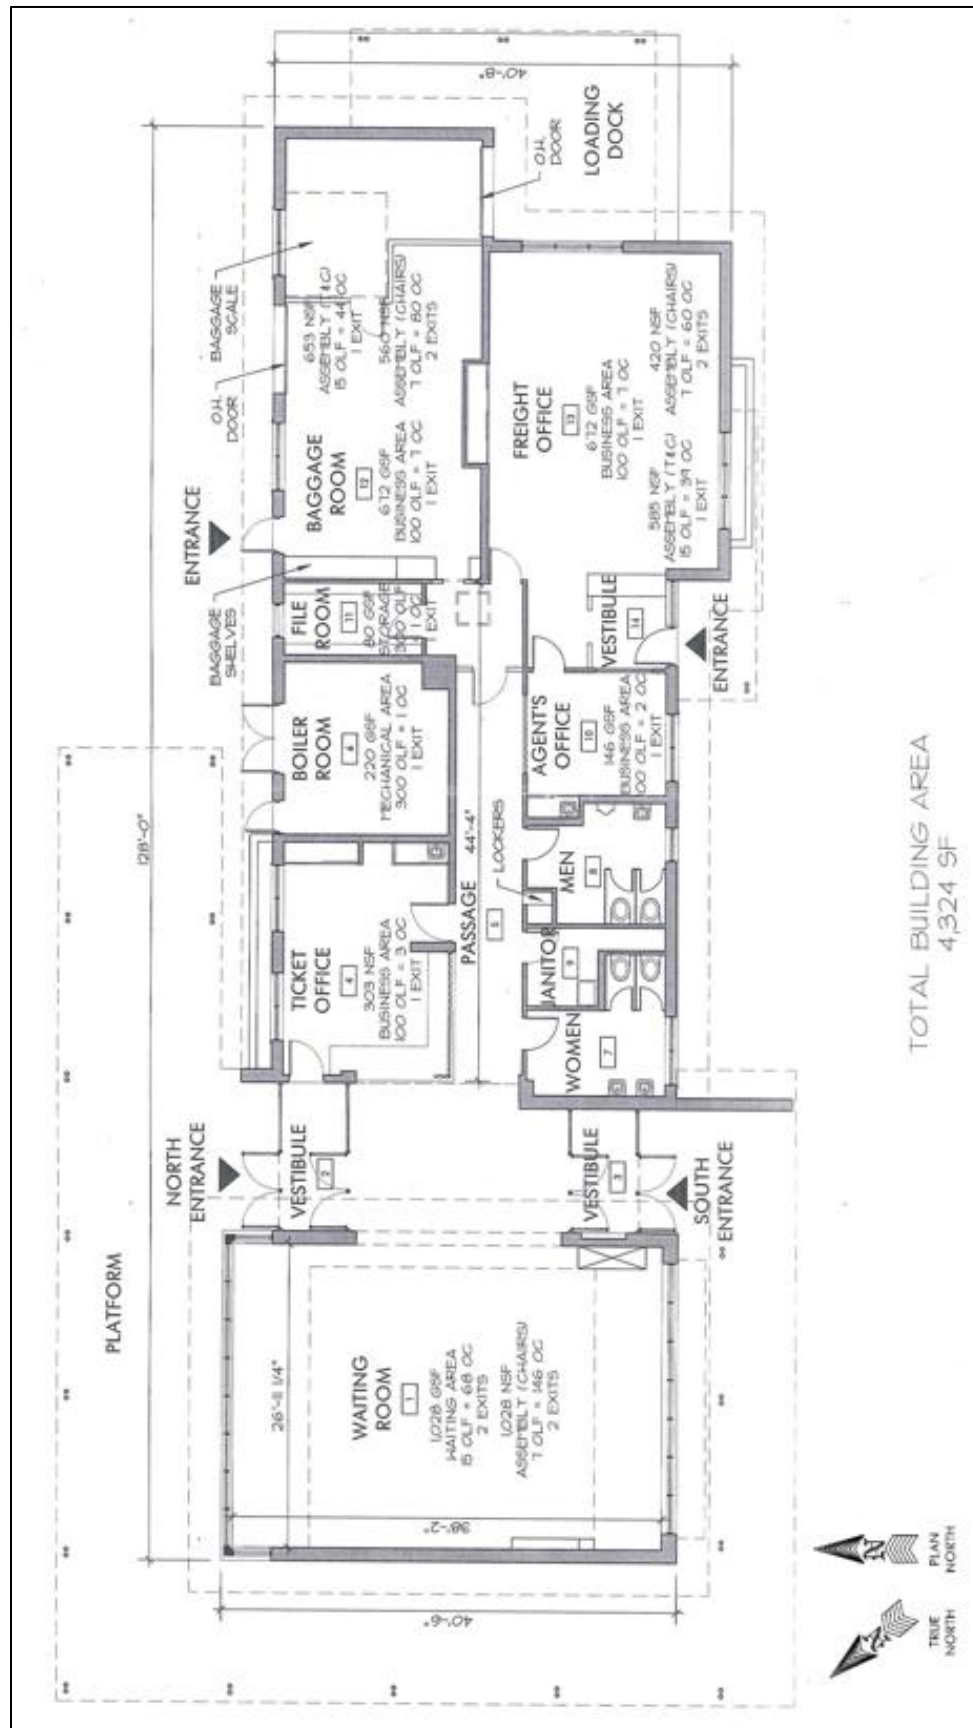 PLATFORM
128'-0"
NORTH
ENTRANCE
ENTRANCE
O.H.
DOOR
BAGGAGE
SCALE
BAGGAGE
SHELVES
40'-8"
40'-6"
26'-11 1/4"
38'-2"
WAITING
ROOM
1
1,028 GSF
WAITING AREA
15 OLF = 68 OC
2 EXITS
1,028 NSF
ASSEMBLY (CHAIRS)
7 OLF = 146 OC
2 EXITS
VESTIBULE
2
VESTIBULE
3
SOUTH
ENTRANCE
TICKET
OFFICE
4
303 NSF
BUSINESS AREA
100 OLF = 3 OC
1 EXIT
PASSAGE
44'-4"
5
LOCKERS
BOILER
ROOM
6
220 GSF
MECHANICAL AREA
300 OLF = 1 OC
1 EXIT
WOMEN
7
JANITOR
9
MEN
8
AGENT'S
OFFICE
10
146 GSF
BUSINESS AREA
100 OLF = 2 OC
1 EXIT
FILE
ROOM
11
80 GSF
STORAGE
300 OLF
1 OC
EXIT
BAGGAGE
ROOM
12
672 GSF
BUSINESS AREA
100 OLF = 7 OC
1 EXIT
653 NSF
ASSEMBLY (T&C)
15 OLF = 44 OC
1 EXIT
560 NSF
ASSEMBLY (CHAIRS)
7 OLF = 80 OC
2 EXITS
FREIGHT
OFFICE
13
672 GSF
BUSINESS AREA
100 OLF = 7 OC
1 EXIT
585 NSF
ASSEMBLY (T&C)
15 OLF = 39 OC
1 EXIT
420 NSF
ASSEMBLY (CHAIRS)
7 OLF = 60 OC
2 EXITS
VESTIBULE
14
ENTRANCE
O.H.
DOOR
LOADING
DOCK
TRUE
NORTH
N
PLAN
NORTH
TOTAL BUILDING AREA
4,324 SF